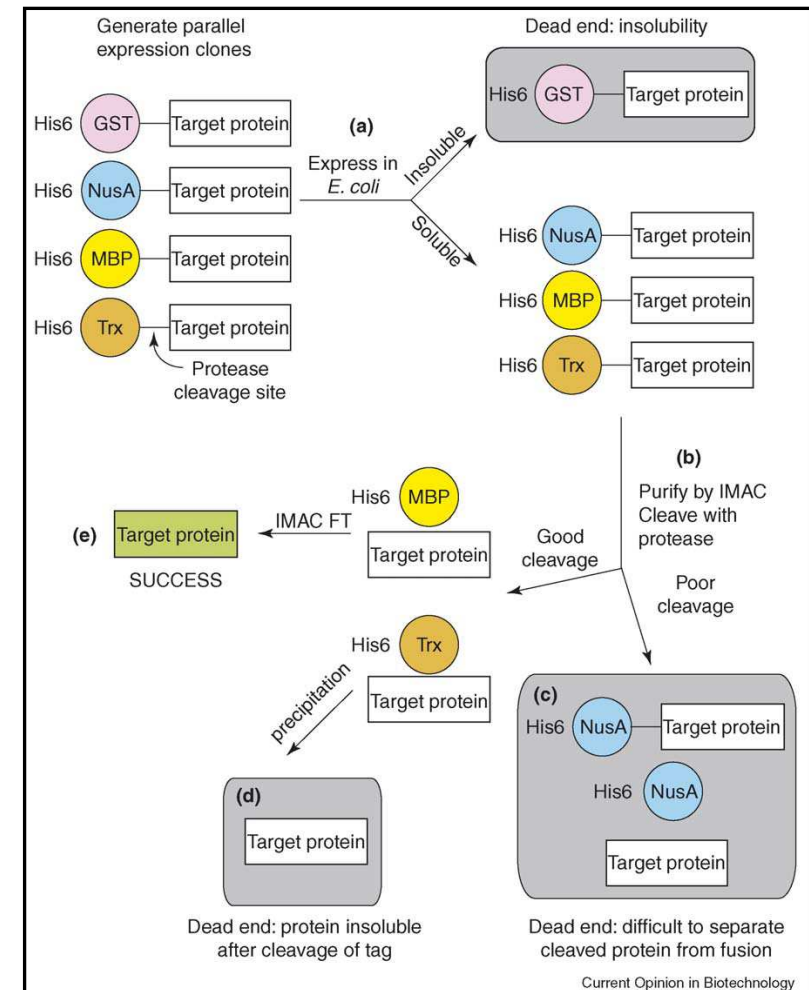 Generate parallel
expression clones
His6 GST Target protein
His6 NusA Target protein
His6 MBP Target protein
His6 Trx Target protein
Protease
cleavage site
(a)
Express in
E. coli
Insoluble
Soluble
Dead end: insolubility
His6 GST Target protein
His6 NusA Target protein
His6 MBP Target protein
His6 Trx Target protein
(b)
Purify by IMAC
Cleave with
protease
Good
cleavage
Poor
cleavage
His6 MBP
Target protein
IMAC FT
(e) Target protein
SUCCESS
His6 Trx
Target protein
precipitation
(d)
Target protein
Dead end: protein insoluble
after cleavage of tag
(c)
His6 NusA Target protein
His6 NusA
Target protein
Dead end: difficult to separate
cleaved protein from fusion
Current Opinion in Biotechnology